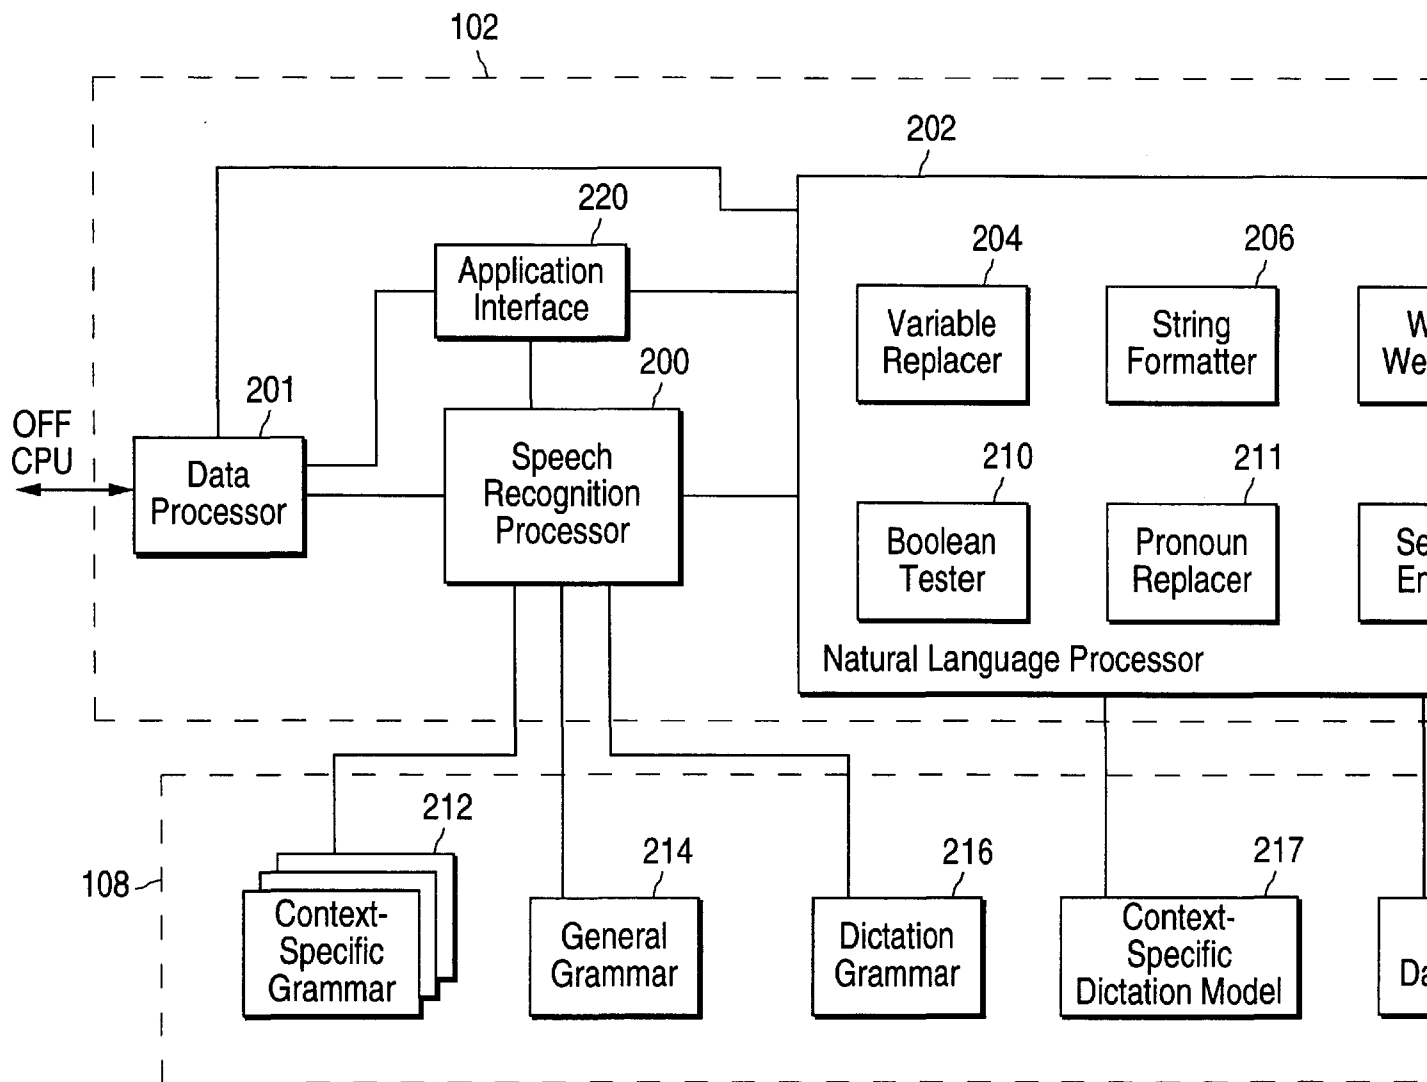 102
202
220
Application
Interface
204
Variable
Replacer
206
String
Formatter
201
OFF
CPU
Data
Processor
200
Speech
Recognition
Processor
210
Boolean
Tester
211
Pronoun
Replacer
Natural Language Processor
108
212
Context-
Specific
Grammar
214
General
Grammar
216
Dictation
Grammar
217
Context-
Specific
Dictation Model